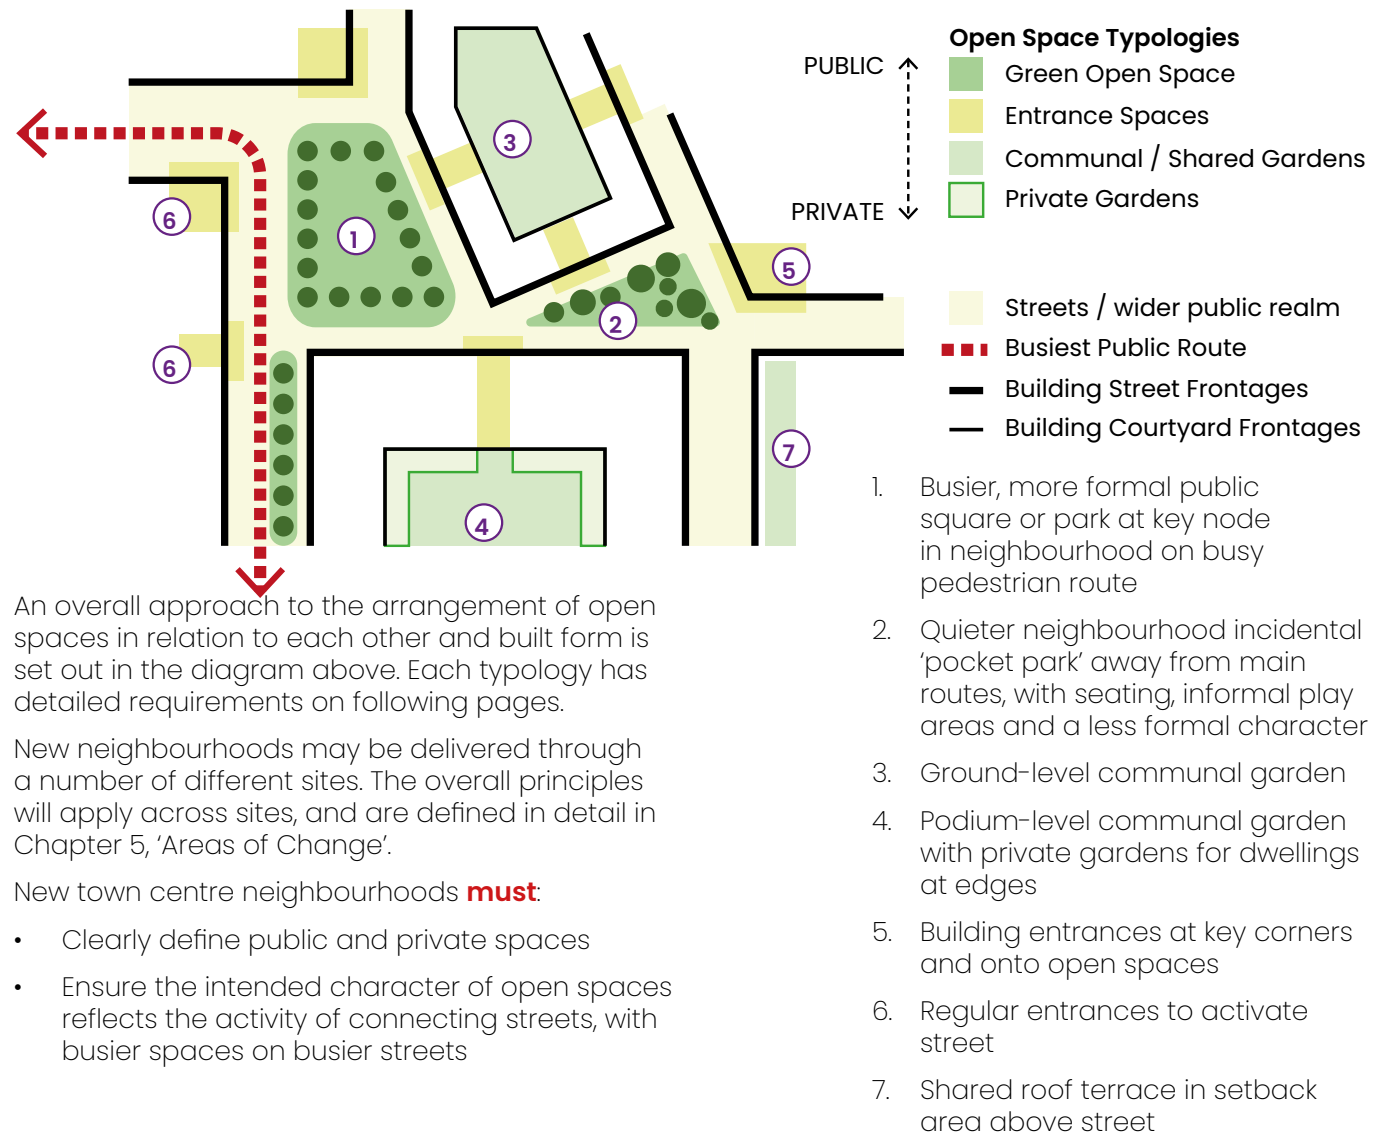 PUBLIC
PRIVATE
Open Space Typologies
Green Open Space
Entrance Spaces
Communal / Shared Gardens
Private Gardens
Streets / wider public realm
Busiest Public Route
Building Street Frontages
Building Courtyard Frontages
3
1
6
5
2
6
7
4
An overall approach to the arrangement of open
spaces in relation to each other and built form is
set out in the diagram above. Each typology has
detailed requirements on following pages.
New neighbourhoods may be delivered through
a number of different sites. The overall principles
will apply across sites, and are defined in detail in
Chapter 5, ‘Areas of Change’.
New town centre neighbourhoods must:
• Clearly define public and private spaces
• Ensure the intended character of open spaces
reflects the activity of connecting streets, with
busier spaces on busier streets
1. Busier, more formal public
square or park at key node
in neighbourhood on busy
pedestrian route
2. Quieter neighbourhood incidental
‘pocket park’ away from main
routes, with seating, informal play
areas and a less formal character
3. Ground-level communal garden
4. Podium-level communal garden
with private gardens for dwellings
at edges
5. Building entrances at key corners
and onto open spaces
6. Regular entrances to activate
street
7. Shared roof terrace in setback
area above street